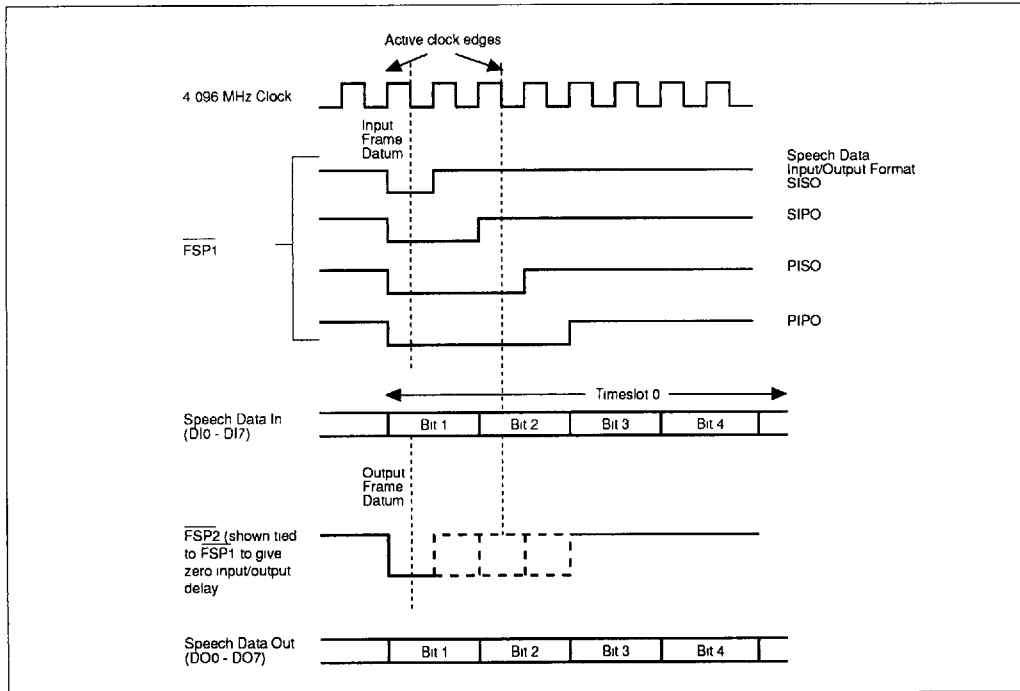 Active clock edges
4 096 MHz Clock
Input
Frame
Datum
Speech Data
Input/Output Format
SISO
SIPO
FSP1
PISO
PIPO
Timeslot 0
Speech Data In
(DI0 - DI7)
Bit 1
Bit 2
Bit 3
Bit 4
Output
Frame
Datum
FSP2 (shown tied
to FSP1 to give
zero input/output
delay
Speech Data Out
(DO0 - DO7)
Bit 1
Bit 2
Bit 3
Bit 4